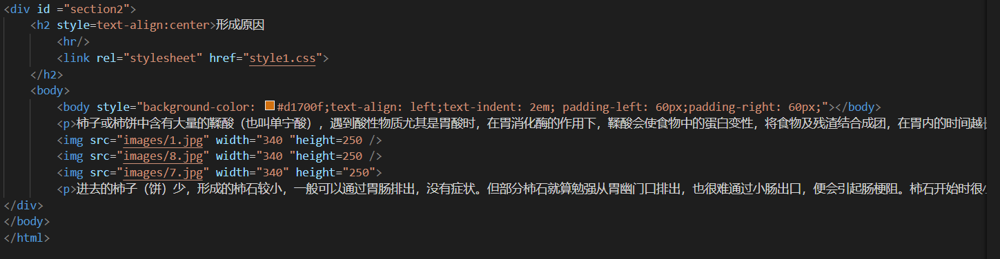 <div id ="section2">
<h2 style=text-align:center>形成原因
<hr/>
<link rel="stylesheet" href="style1.css">
</h2>
<body>
<body style="background-color: #d1700f;text-align: left;text-indent: 2em; padding-left: 60px;padding-right: 60px;"></body>
<p>柿子或柿饼中含有大量的鞣酸（也叫单宁酸）, 遇到酸性物质尤其是胃酸时，在胃消化酶的作用下，鞣酸会使食物中的蛋白变性，将食物及残渣结合成团，在胃内的时间越长
<img src="images/1.jpg" width="340 "height=250 />
<img src="images/8.jpg" width="340 "height=250 />
<img src="images/7.jpg" width="340" height="250">
<p>进去的柿子（饼）少，形成的柿石较小，一般可以通过胃肠排出，没有症状。但部分柿石就算勉强从胃幽门口排出，也很难通过小肠出口，便会引起肠梗阻。柿石开始时很小
</div>
</body>
</html>